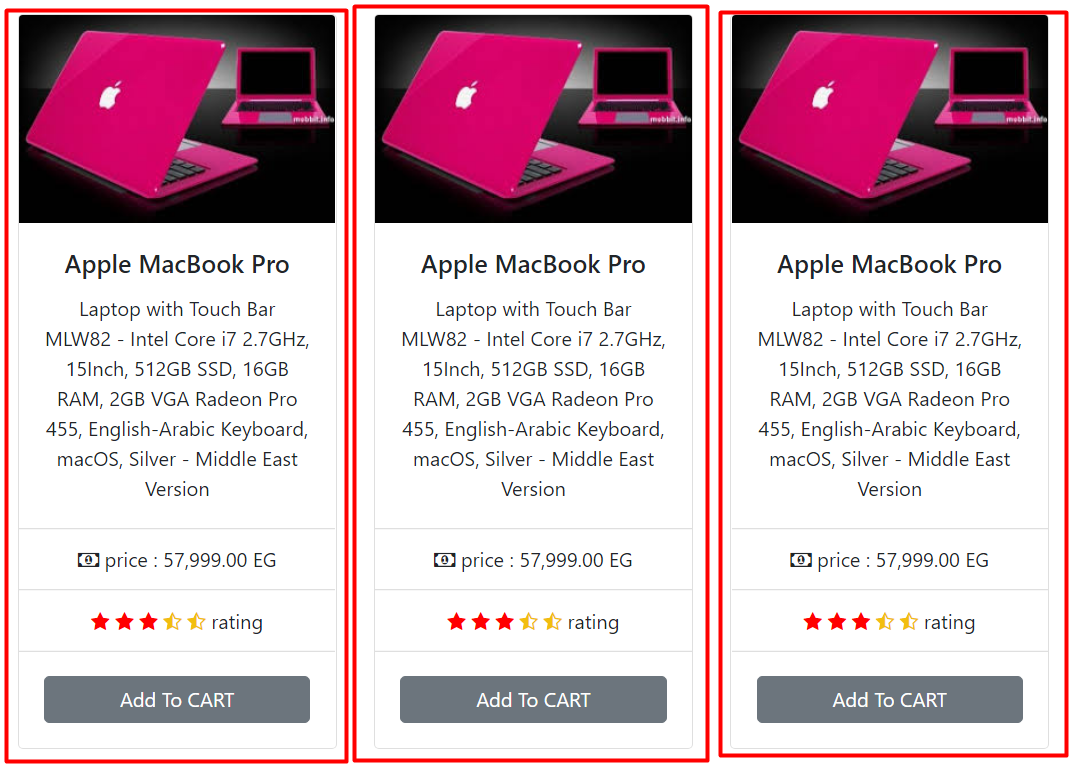 mobbit.info
Apple MacBook Pro
Laptop with Touch Bar
MLW82 - Intel Core i7 2.7GHz,
15Inch, 512GB SSD, 16GB
RAM, 2GB VGA Radeon Pro
455, English-Arabic Keyboard,
macOS, Silver - Middle East
Version
price : 57,999.00 EG
rating
Add To CART
mobbit.info
Apple MacBook Pro
Laptop with Touch Bar
MLW82 - Intel Core i7 2.7GHz,
15Inch, 512GB SSD, 16GB
RAM, 2GB VGA Radeon Pro
455, English-Arabic Keyboard,
macOS, Silver - Middle East
Version
price : 57,999.00 EG
rating
Add To CART
mobbit.info
Apple MacBook Pro
Laptop with Touch Bar
MLW82 - Intel Core i7 2.7GHz,
15Inch, 512GB SSD, 16GB
RAM, 2GB VGA Radeon Pro
455, English-Arabic Keyboard,
macOS, Silver - Middle East
Version
price : 57,999.00 EG
rating
Add To CART